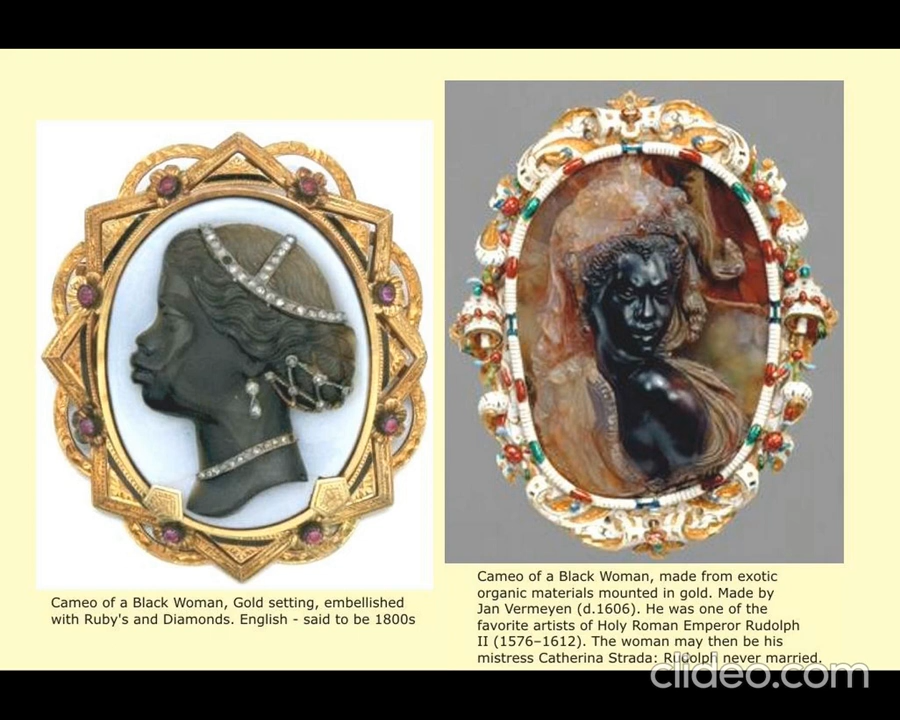 Cameo of a Black Woman, Gold setting, embellished
with Ruby's and Diamonds. English - said to be 1800s
Cameo of a Black Woman, made from exotic
organic materials mounted in gold. Made by
Jan Vermeyen (d.1606). He was one of the
favorite artists of Holy Roman Emperor Rudolph
II (1576–1612). The woman may then be his
mistress Catherina Strada: Rudolph never married.
clideo.com